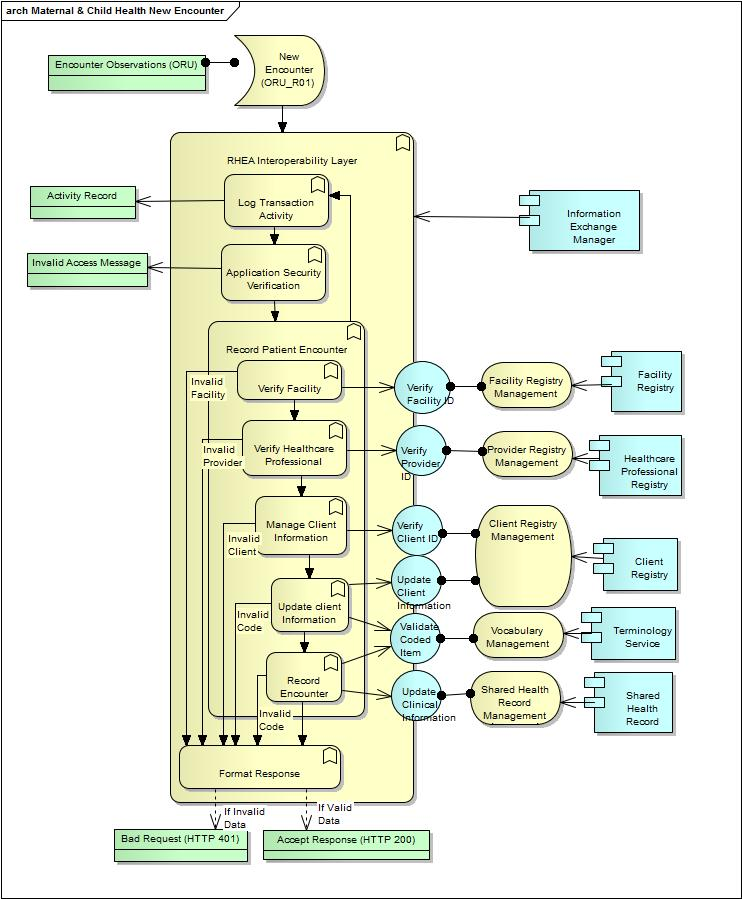 arch Maternal & Child Health New Encounter
Encounter Observations (ORU)
New
Encounter
(ORU_R01)
RHEA Interoperability Layer
Activity Record
Log Transaction
Activity
Information
Exchange
Manager
Invalid Access Message
Application Security
Verification
Record Patient Encounter
Invalid
Facility
Verify Facility
Verify
Facility ID
Facility Registry
Management
Facility
Registry
Invalid
Provider
Verify Healthcare
Professional
Verify
Provider
ID
Provider Registry
Management
Healthcare
Professional
Registry
Manage Client
Information
Invalid
Client
Verify
Client ID
Client Registry
Management
Client
Registry
Update client
Information
Invalid
Code
Update
Client
Information
Validate
Coded
Item
Vocabulary
Management
Terminology
Service
Record
Encounter
Invalid
Code
Update
Clinical
Information
Shared Health
Record
Management
Shared
Health
Record
Format Response
If Invalid
Data
If Valid
Data
Bad Request (HTTP 401)
Accept Response (HTTP 200)